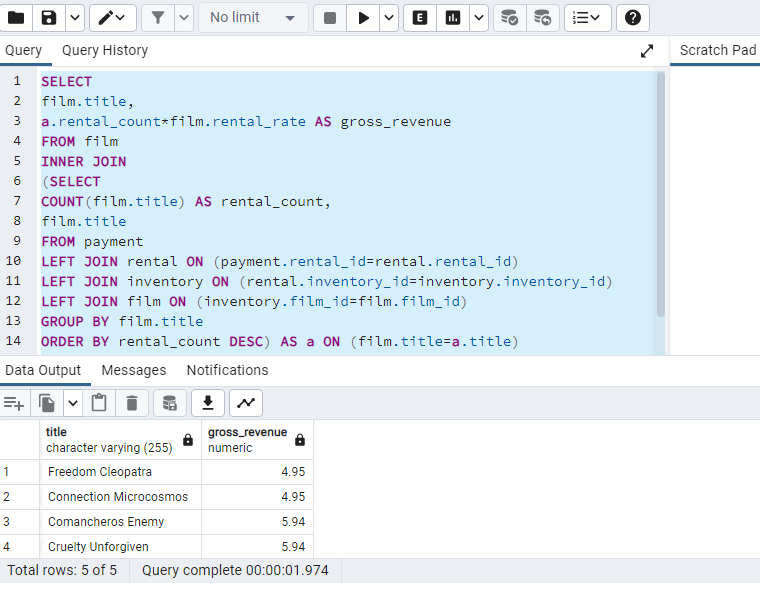 No limit
E
Query
Query History
Scratch Pad
1 SELECT
2 film.title,
3 a.rental_count*film.rental_rate AS gross_revenue
4 FROM film
5 INNER JOIN
6 (SELECT
7 COUNT(film.title) AS rental_count,
8 film.title
9 FROM payment
10 LEFT JOIN rental ON (payment.rental_id=rental.rental_id)
11 LEFT JOIN inventory ON (rental.inventory_id=inventory.inventory_id)
12 LEFT JOIN film ON (inventory.film_id=film.film_id)
13 GROUP BY film.title
14 ORDER BY rental_count DESC) AS a ON (film.title=a.title)
Data Output Messages Notifications
title gross_revenue
character varying (255) numeric
1 Freedom Cleopatra 4.95
2 Connection Microcosmos 4.95
3 Comancheros Enemy 5.94
4 Cruelty Unforgiven 5.94
Total rows: 5 of 5 Query complete 00:00:01.974